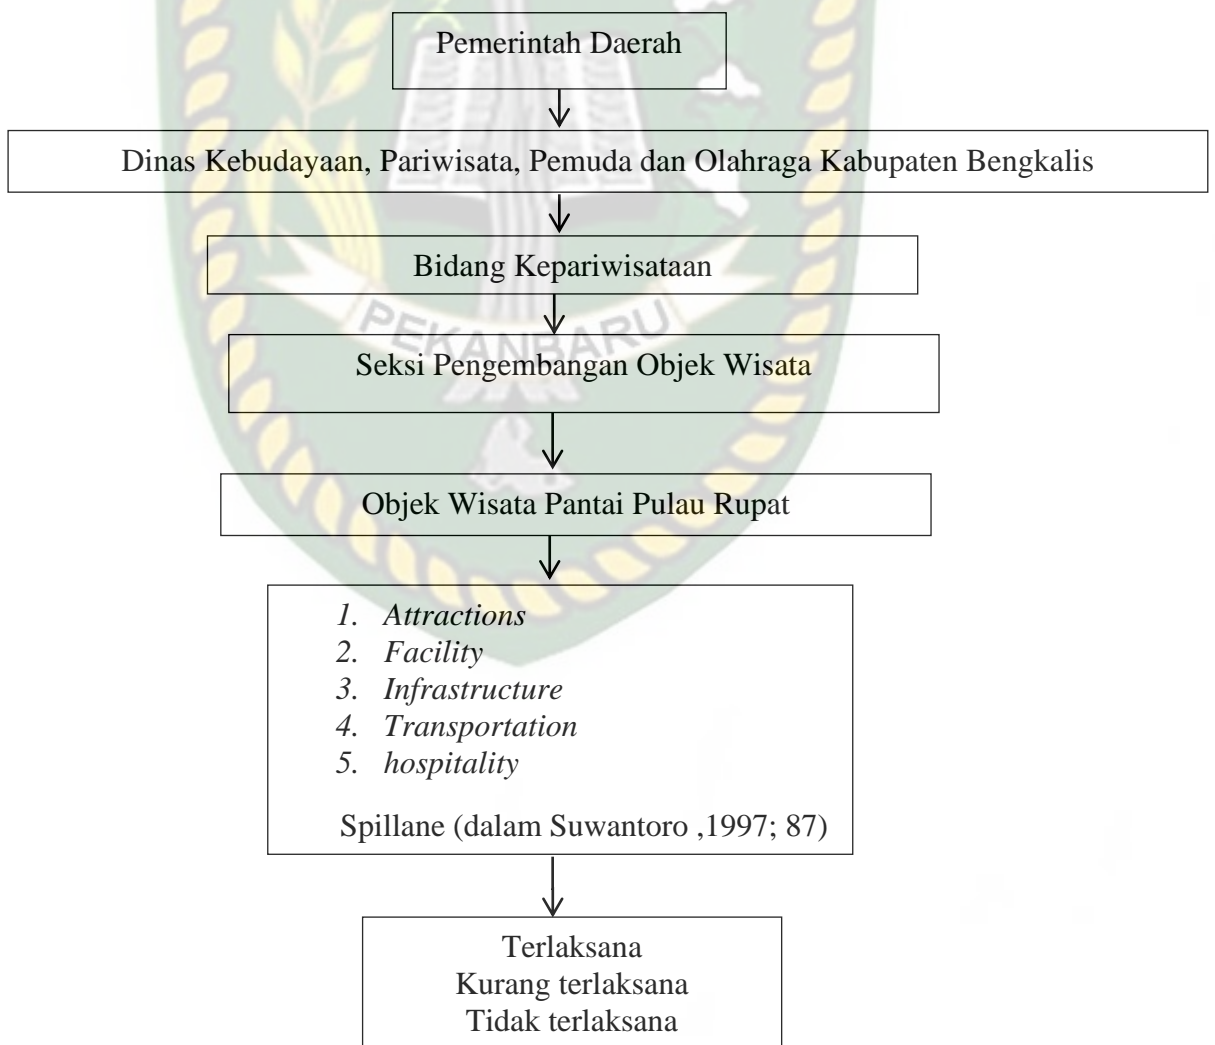 Pemerintah Daerah
Dinas Kebudayaan, Pariwisata, Pemuda dan Olahraga Kabupaten Bengkalis
Bidang Kepariwisataan
PEKANBARU
Seksi Pengembangan Objek Wisata
Objek Wisata Pantai Pulau Rupat
1. Attractions
2. Facility
3. Infrastructure
4. Transportation
5. hospitality
Spillane (dalam Suwantoro ,1997; 87)
Terlaksana
Kurang terlaksana
Tidak terlaksana